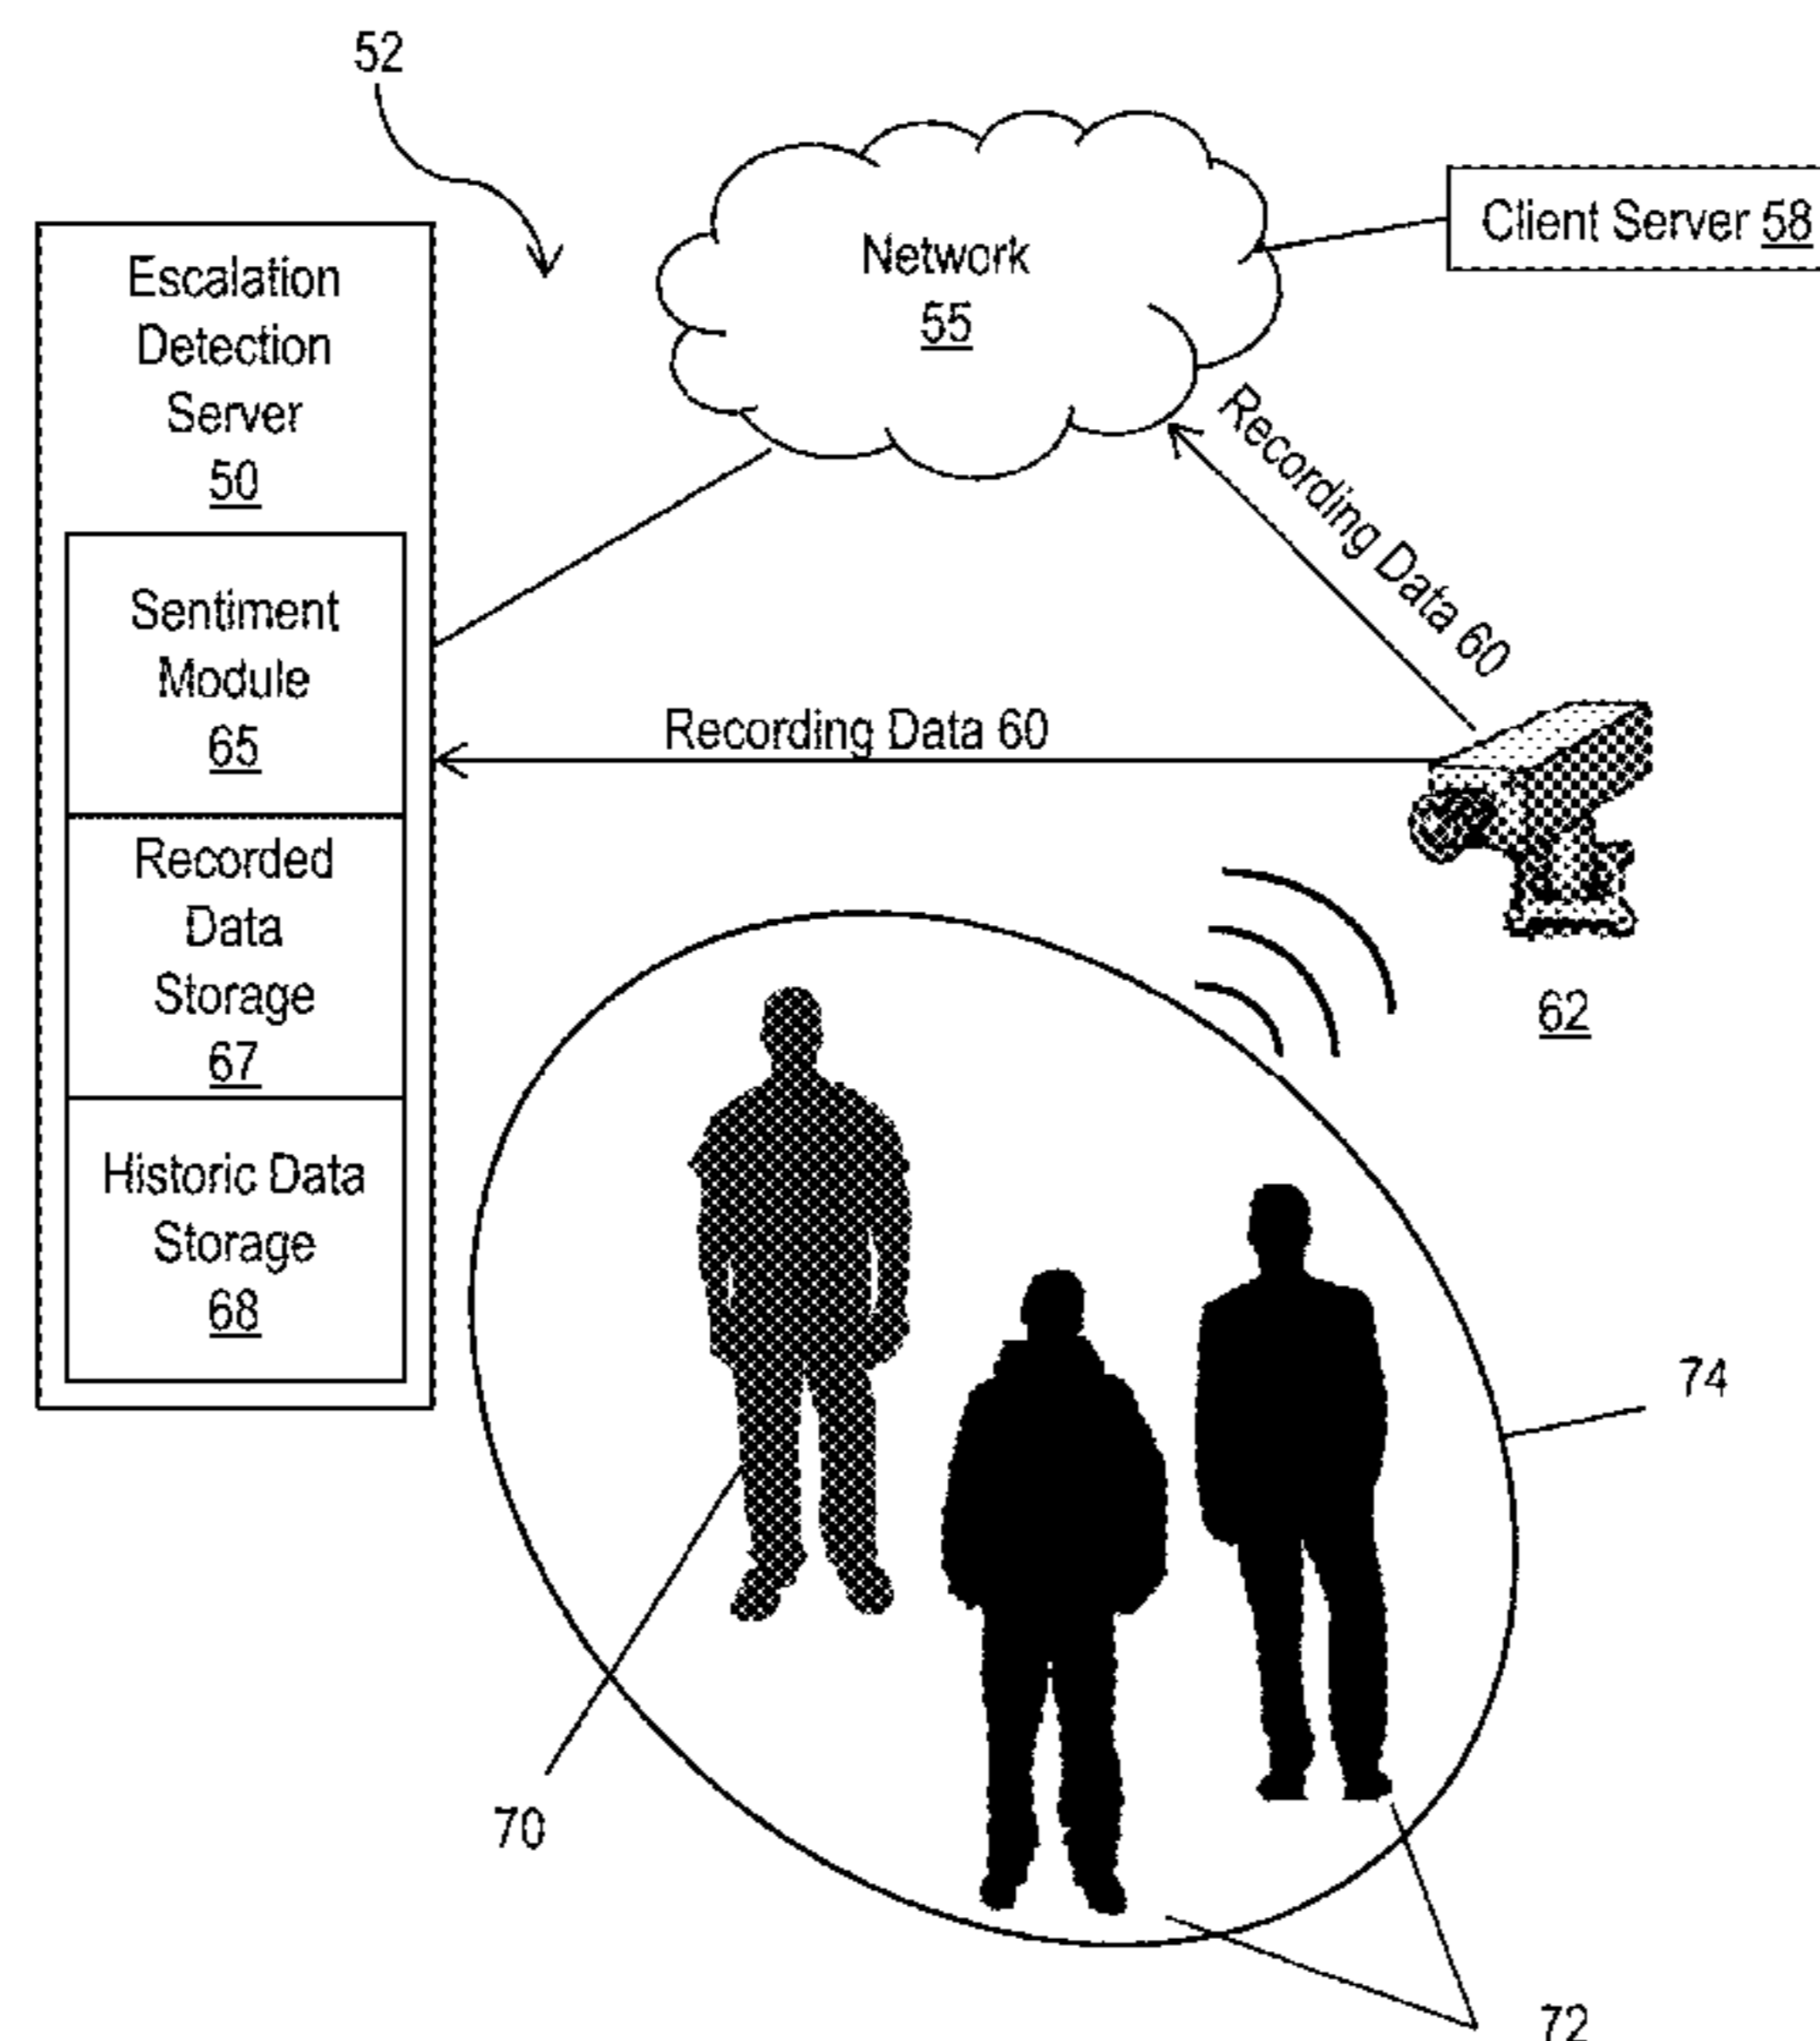 52
Network
55
Client Server 58
Escalation
Detection
Server
50
Sentiment
Module
65
Recorded
Data
Storage
67
Historic Data
Storage
68
Recording Data 60
Recording Data 60
62
74
70
72